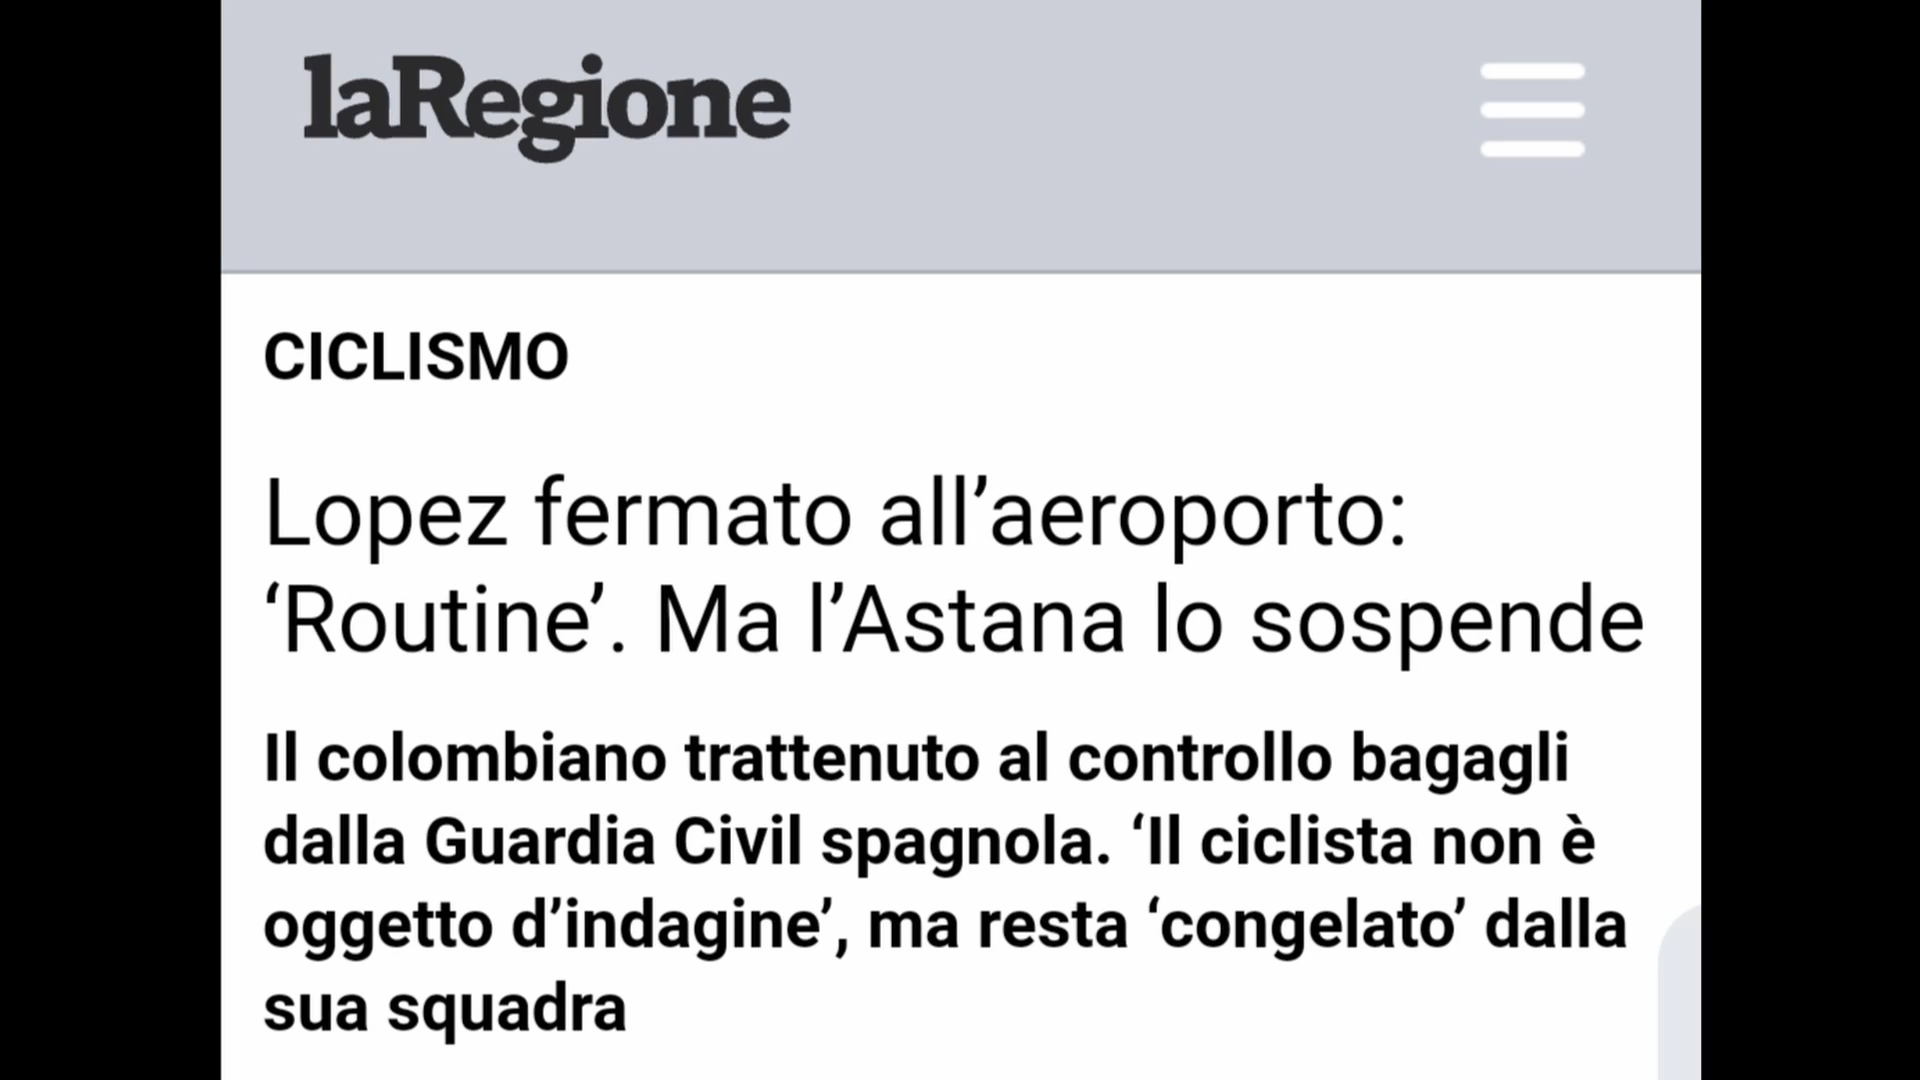 laRegione
CICLISMO
Lopez fermato all’aeroporto:
‘Routine’. Ma l’Astana lo sospende
Il colombiano trattenuto al controllo bagagli
dalla Guardia Civil spagnola. ‘Il ciclista non è
oggetto d’indagine’, ma resta ‘congelato’ dalla
sua squadra